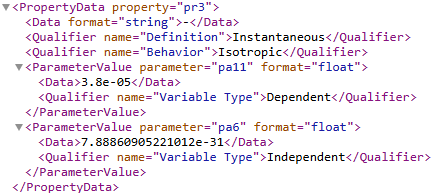 <PropertyData property="pr3">
<Data format="string">-</Data>
<Qualifier name="Definition">Instantaneous</Qualifier>
<Qualifier name="Behavior">Isotropic</Qualifier>
<ParameterValue parameter="pa11" format="float">
<Data>3.8e-05</Data>
<Qualifier name="Variable Type">Dependent</Qualifier>
</ParameterValue>
<ParameterValue parameter="pa6" format="float">
<Data>7.88860905221012e-31</Data>
<Qualifier name="Variable Type">Independent</Qualifier>
</ParameterValue>
</PropertyData>